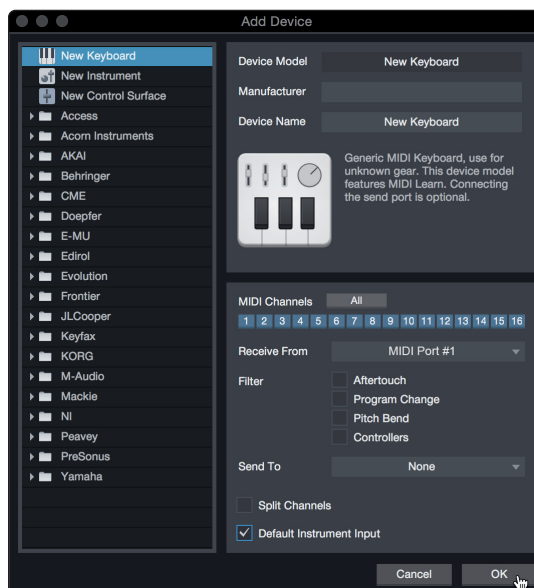 Add Device
New Keyboard
New Instrument
New Control Surface
Access
Acorn Instruments
AKAI
Behringer
CME
Doepfer
E-MU
Edirol
Evolution
Frontier
JLCooper
Keyfax
KORG
M-Audio
Mackie
NI
Peavey
PreSonus
Yamaha
Device Model New Keyboard
Manufacturer
Device Name New Keyboard
Generic MIDI Keyboard, use for
unknown gear. This device model
features MIDI Learn. Connecting
the send port is optional.
MIDI Channels All
1 2 3 4 5 6 7 8 9 10 11 12 13 14 15 16
Receive From MIDI Port #1
Filter Aftertouch
Program Change
Pitch Bend
Controllers
Send To None
Split Channels
Default Instrument Input
Cancel OK